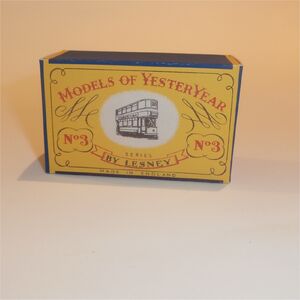 MODELS OF YESTERYEAR
No3
No3
SERIES
BY LESNEY
MADE IN ENGLAND